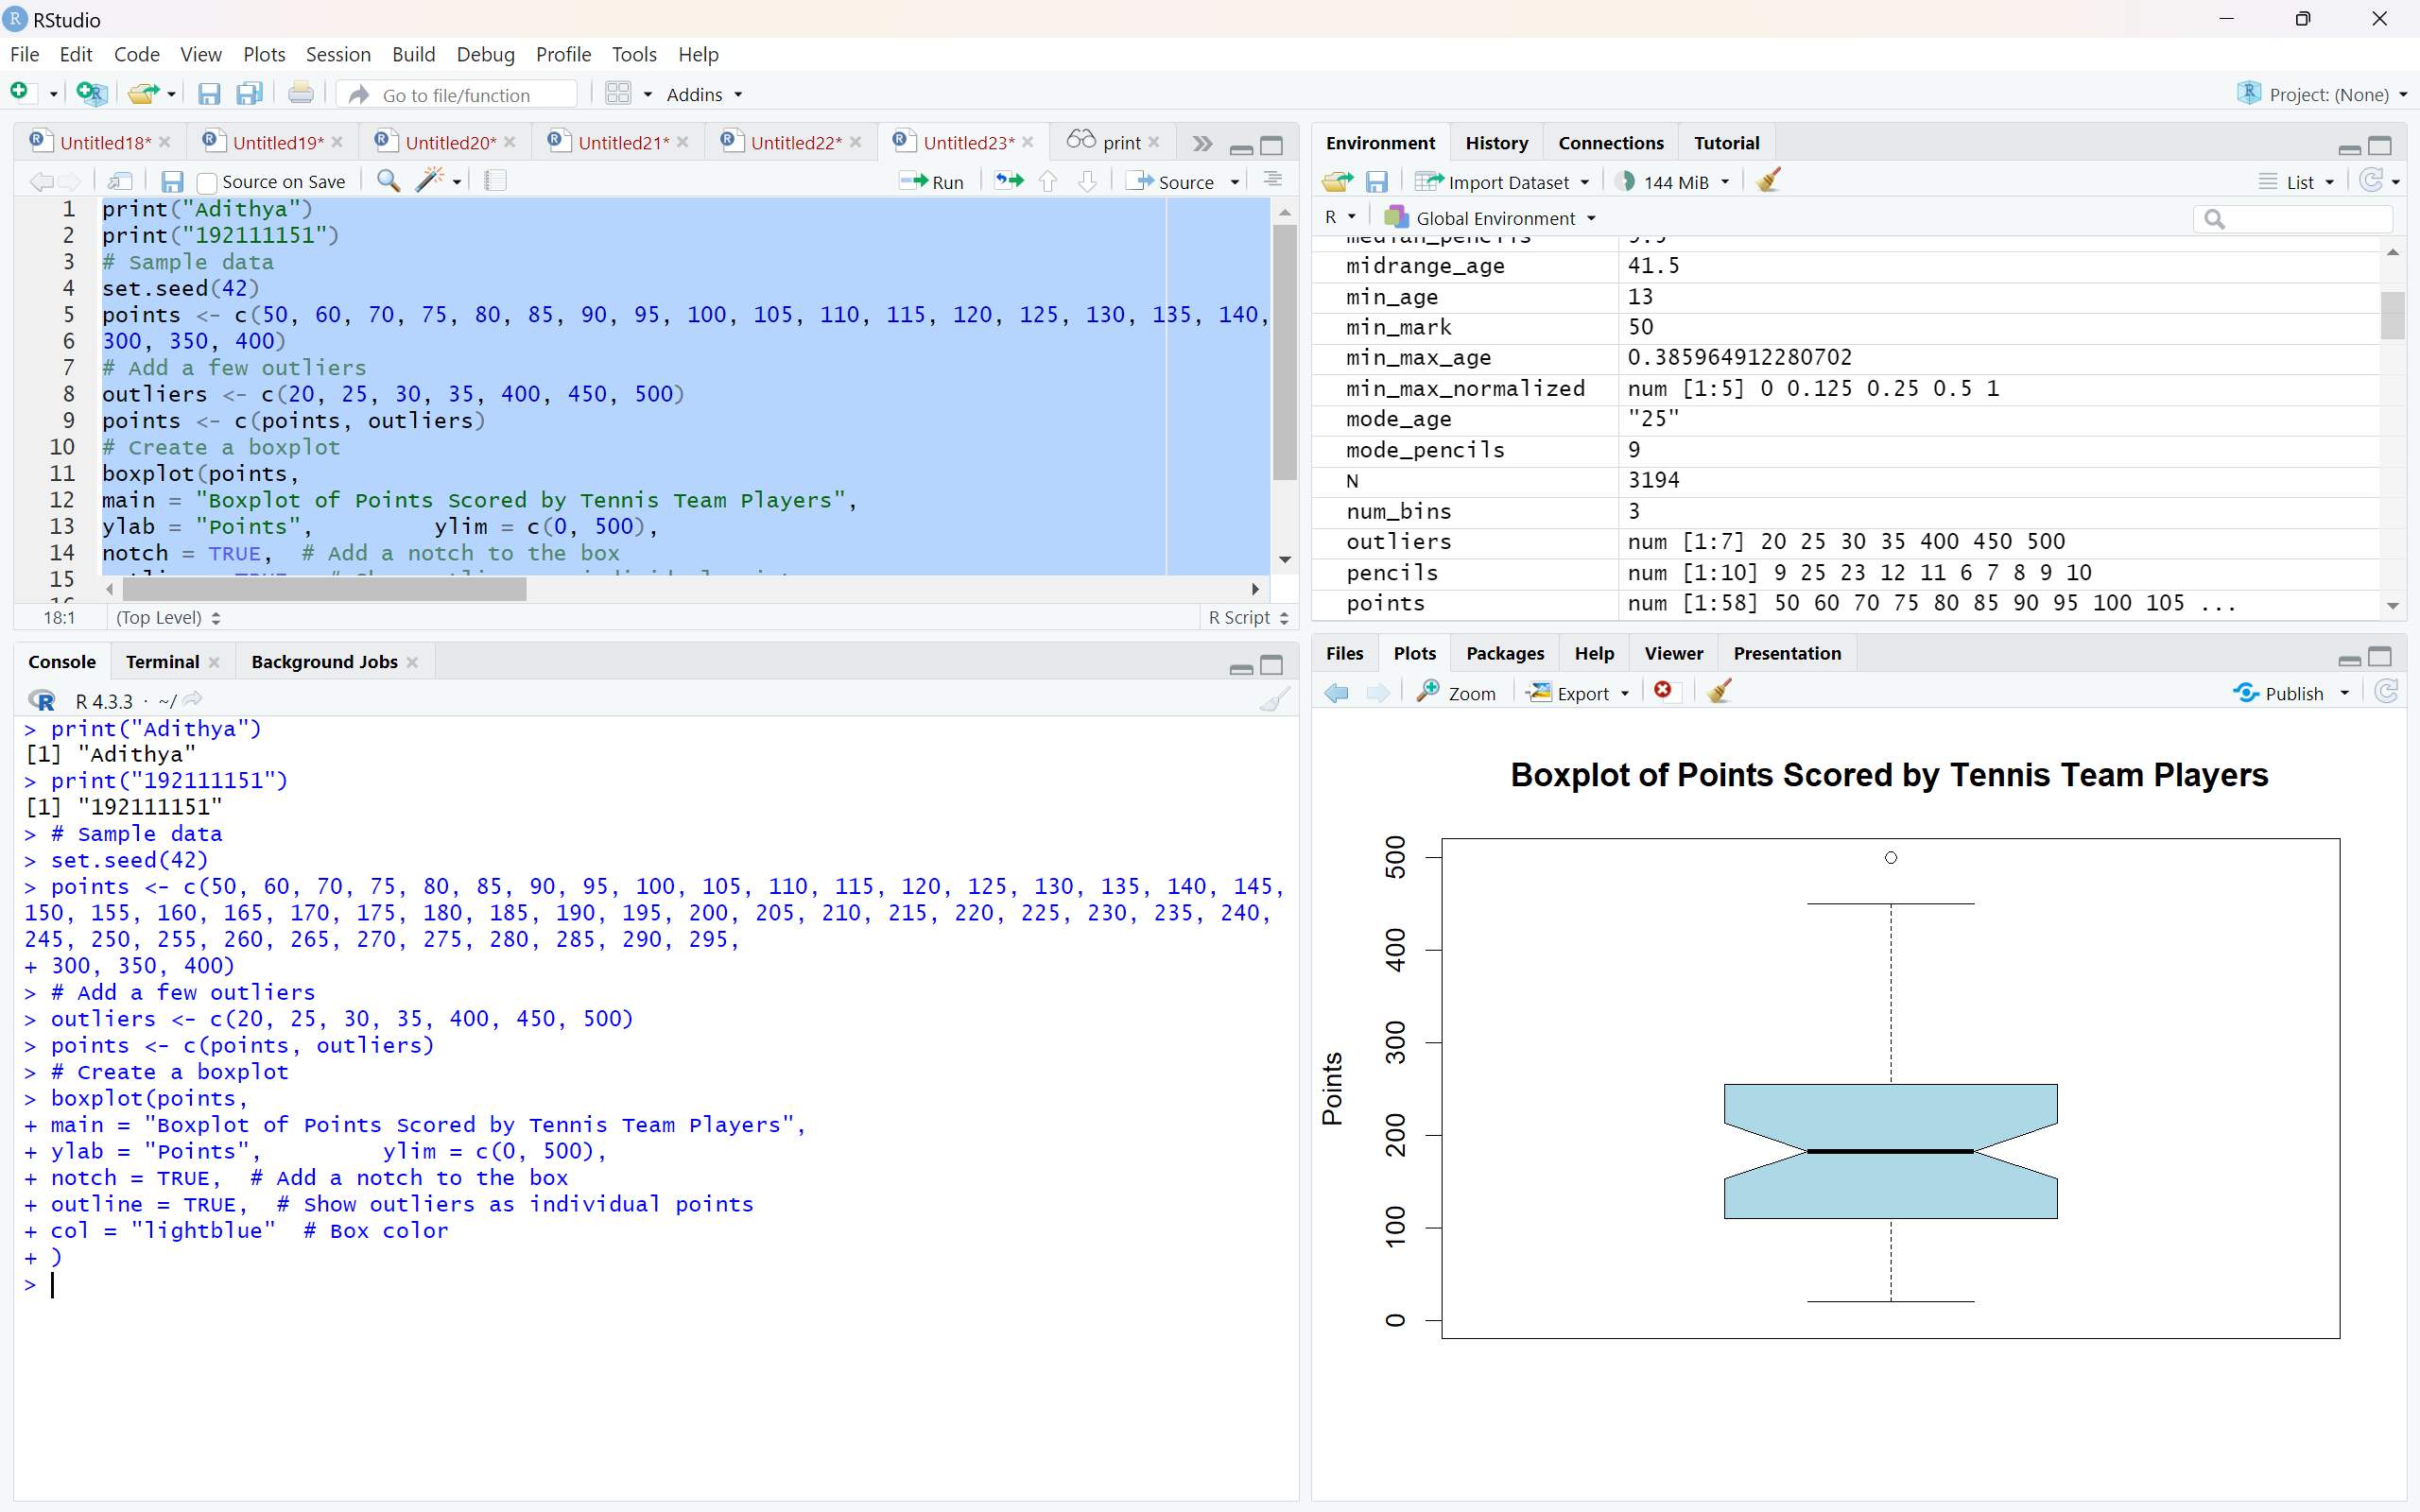 RStudio
File Edit Code View Plots Session Build Debug Profile Tools Help
Go to file/function Addins Project: (None)
Untitled18* Untitled19* Untitled20* Untitled21* Untitled22* Untitled23* print
Source on Save Run Source
1 print("Adithya")
2 print("192111151")
3 # Sample data
4 set.seed(42)
5 points <- c(50, 60, 70, 75, 80, 85, 90, 95, 100, 105, 110, 115, 120, 125, 130, 135, 140,
6 300, 350, 400)
7 # Add a few outliers
8 outliers <- c(20, 25, 30, 35, 400, 450, 500)
9 points <- c(points, outliers)
10 # Create a boxplot
11 boxplot(points,
12 main = "Boxplot of Points Scored by Tennis Team Players",
13 ylab = "Points", ylim = c(0, 500),
14 notch = TRUE, # Add a notch to the box
15
18:1 (Top Level) R Script
Console Terminal Background Jobs
R 4.3.3 · ~/
> print("Adithya")
[1] "Adithya"
> print("192111151")
[1] "192111151"
> # Sample data
> set.seed(42)
> points <- c(50, 60, 70, 75, 80, 85, 90, 95, 100, 105, 110, 115, 120, 125, 130, 135, 140, 145,
150, 155, 160, 165, 170, 175, 180, 185, 190, 195, 200, 205, 210, 215, 220, 225, 230, 235, 240,
245, 250, 255, 260, 265, 270, 275, 280, 285, 290, 295,
+ 300, 350, 400)
> # Add a few outliers
> outliers <- c(20, 25, 30, 35, 400, 450, 500)
> points <- c(points, outliers)
> # Create a boxplot
> boxplot(points,
+ main = "Boxplot of Points Scored by Tennis Team Players",
+ ylab = "Points", ylim = c(0, 500),
+ notch = TRUE, # Add a notch to the box
+ outline = TRUE, # Show outliers as individual points
+ col = "lightblue" # Box color
+ )
>
Environment History Connections Tutorial
Import Dataset 144 MiB List
R Global Environment
midrange_age 41.5
min_age 13
min_mark 50
min_max_age 0.385964912280702
min_max_normalized num [1:5] 0 0.125 0.25 0.5 1
mode_age "25"
mode_pencils 9
N 3194
num_bins 3
outliers num [1:7] 20 25 30 35 400 450 500
pencils num [1:10] 9 25 23 12 11 6 7 8 9 10
points num [1:58] 50 60 70 75 80 85 90 95 100 105 ...
Files Plots Packages Help Viewer Presentation
Zoom Export Publish
Boxplot of Points Scored by Tennis Team Players
500
400
300
200
100
0
Points